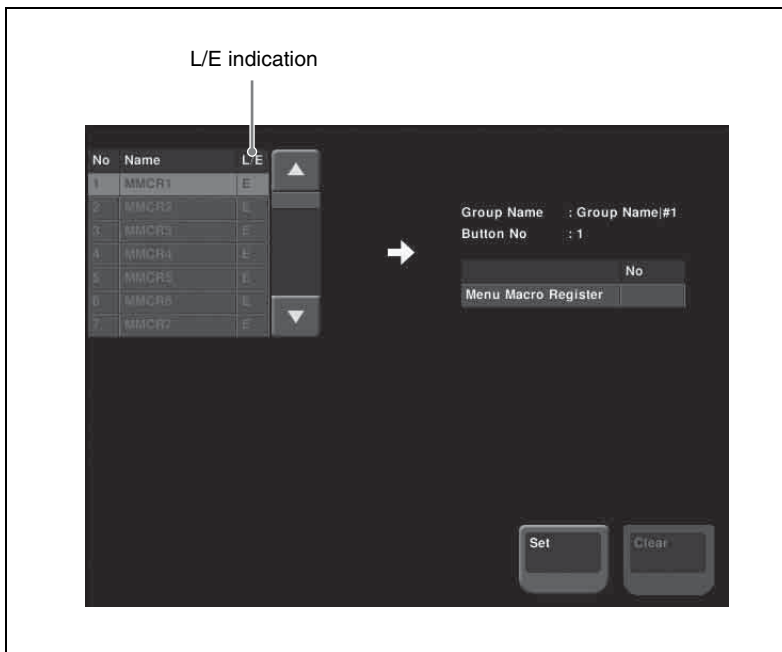 L/E indication
No Name L/E
1 MMCR1 E
2 MMCR2 E
3 MMCR3 E
4 MMCR4 E
5 MMCR5 E
6 MMCR6 E
7 MMCR7 E
Group Name : Group Name|#1
Button No : 1
No
Menu Macro Register
Set
Clear